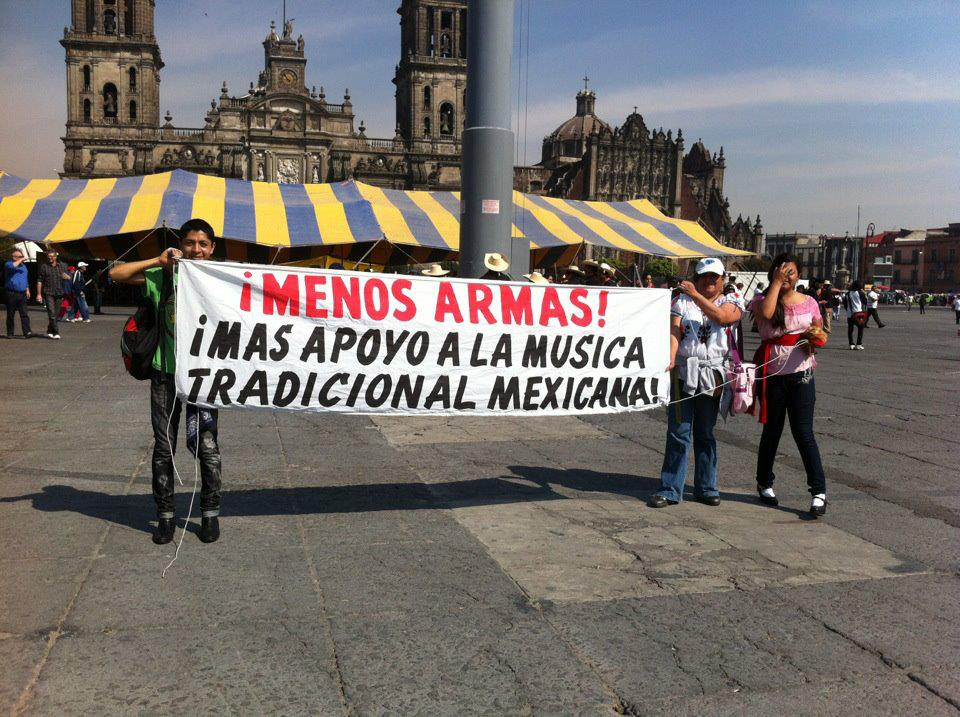 ¡MENOS ARMAS!
¡MAS APOYO A LA MUSICA
TRADICIONAL MEXICANA!